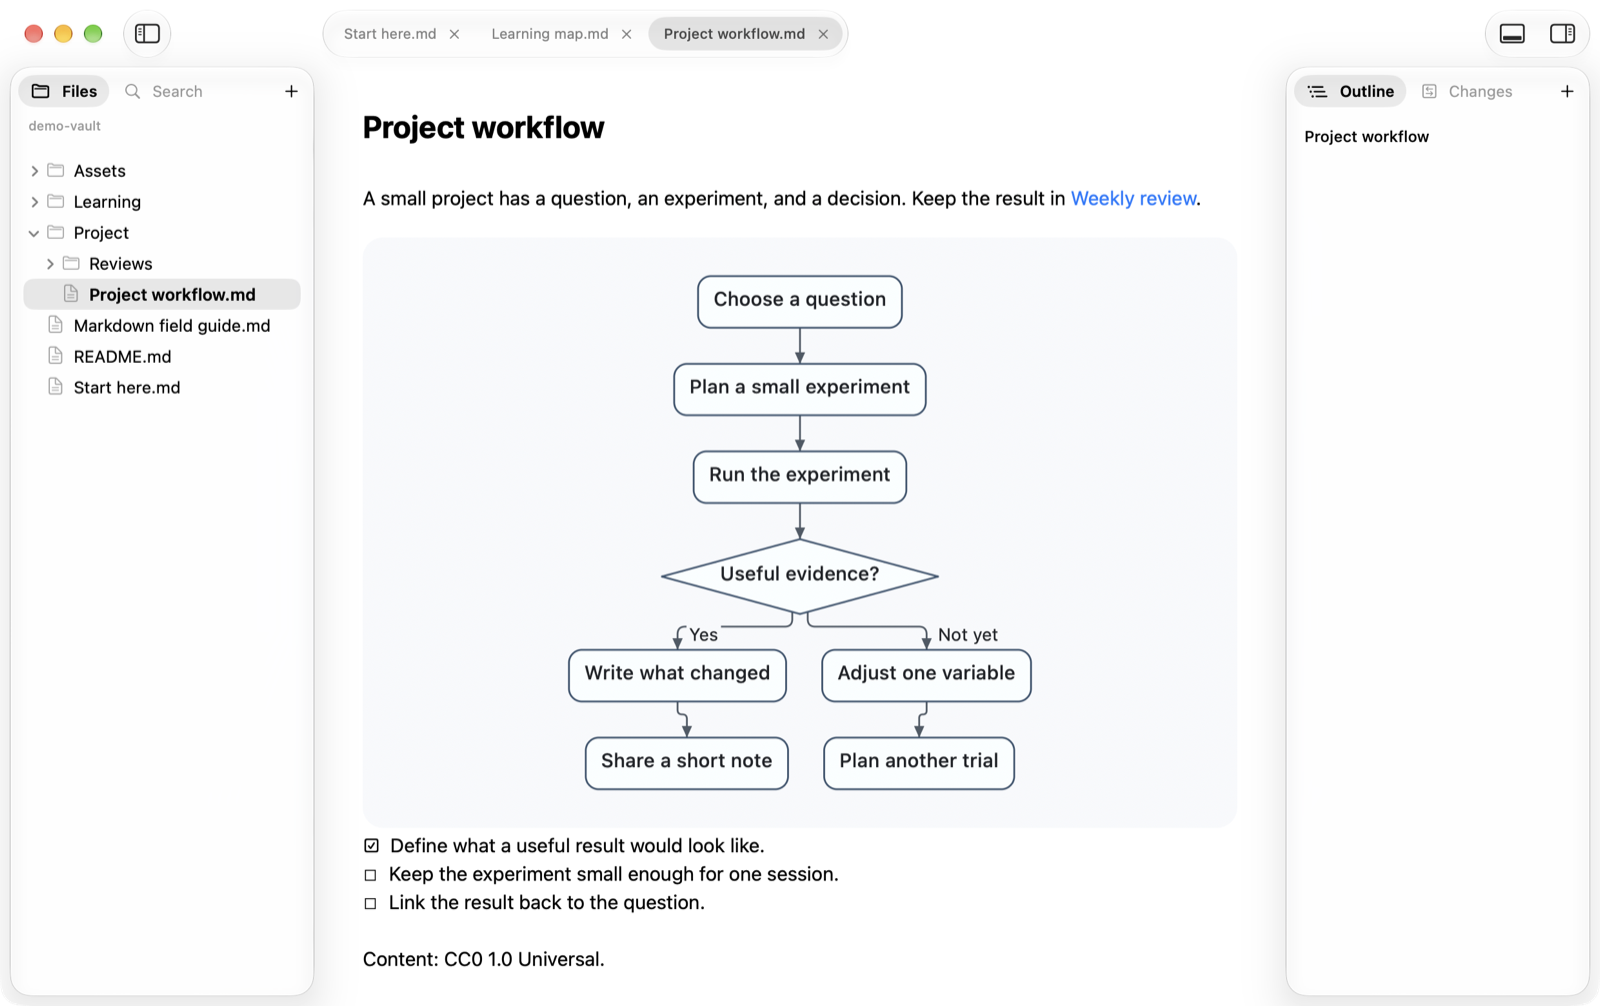 Start here.md
Learning map.md
Project workflow.md
Files
Search
demo-vault
Assets
Learning
Project
Reviews
Project workflow.md
Markdown field guide.md
README.md
Start here.md
Project workflow
A small project has a question, an experiment, and a decision. Keep the result in Weekly review.
Choose a question
Plan a small experiment
Run the experiment
Useful evidence?
Yes
Not yet
Write what changed
Adjust one variable
Share a short note
Plan another trial
Define what a useful result would look like.
Keep the experiment small enough for one session.
Link the result back to the question.
Content: CC0 1.0 Universal.
Outline
Changes
Project workflow